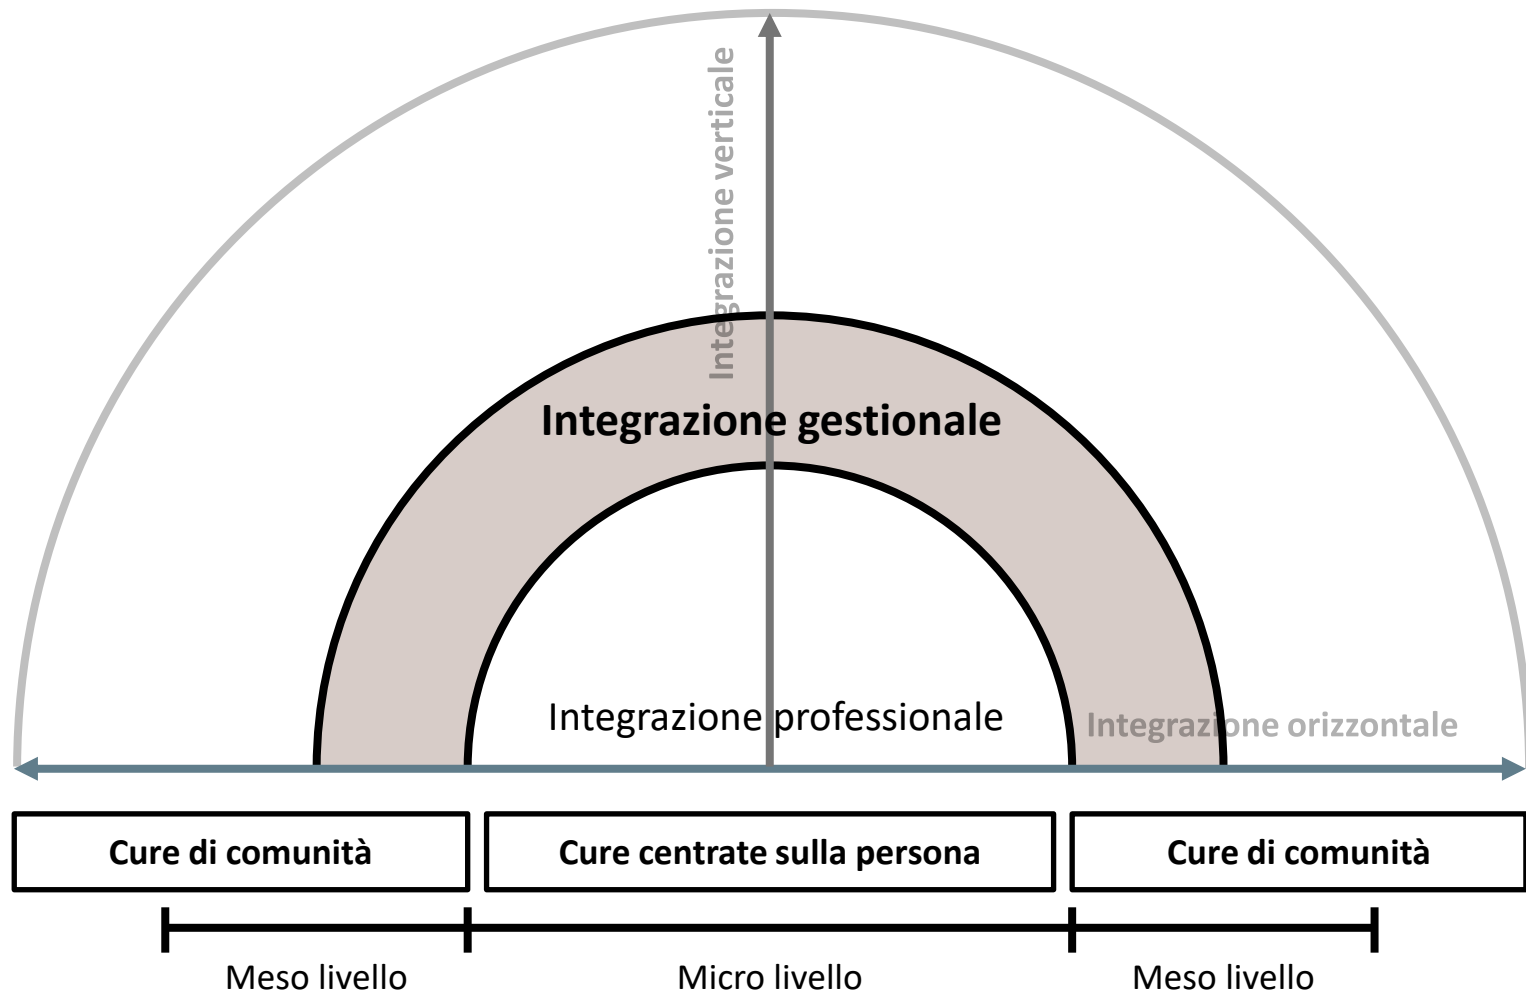 Integrazione verticale
Integrazione gestionale
Integrazione professionale
Integrazione orizzontale
Cure di comunità
Cure centrate sulla persona
Cure di comunità
Meso livello
Micro livello
Meso livello